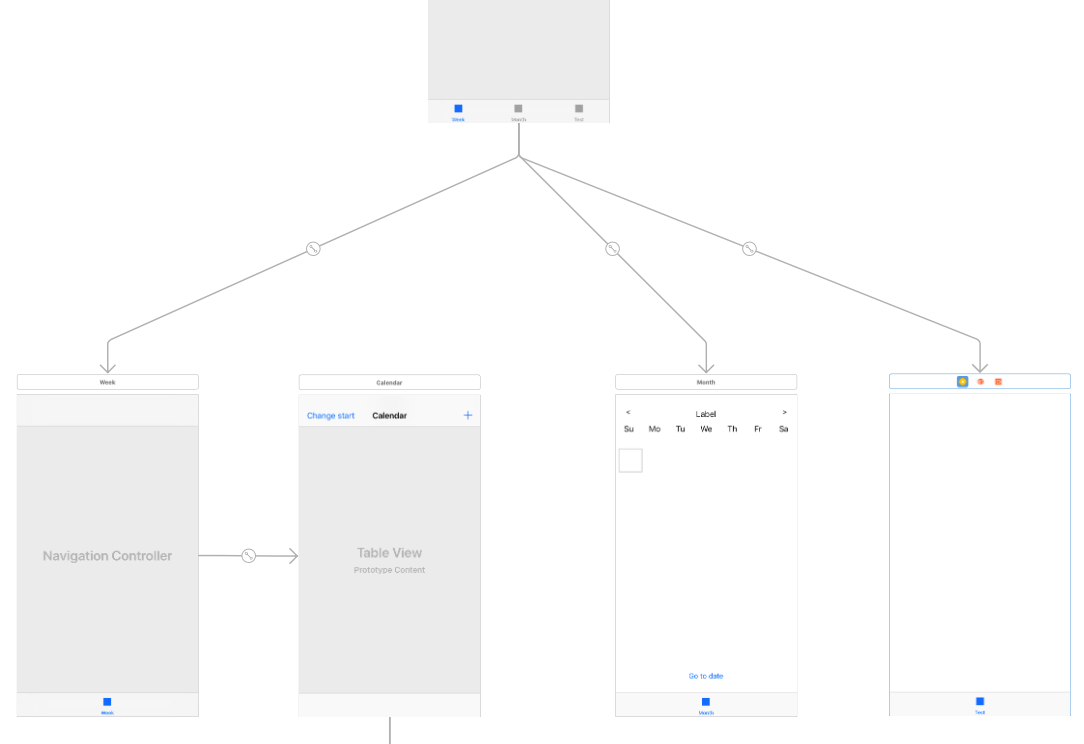 Week Month Test
Week
Calendar
Month
Change start Calendar +
< Label >
Su Mo Tu We Th Fr Sa
Navigation Controller
Table View
Prototype Content
Go to date
Week
Month
Test